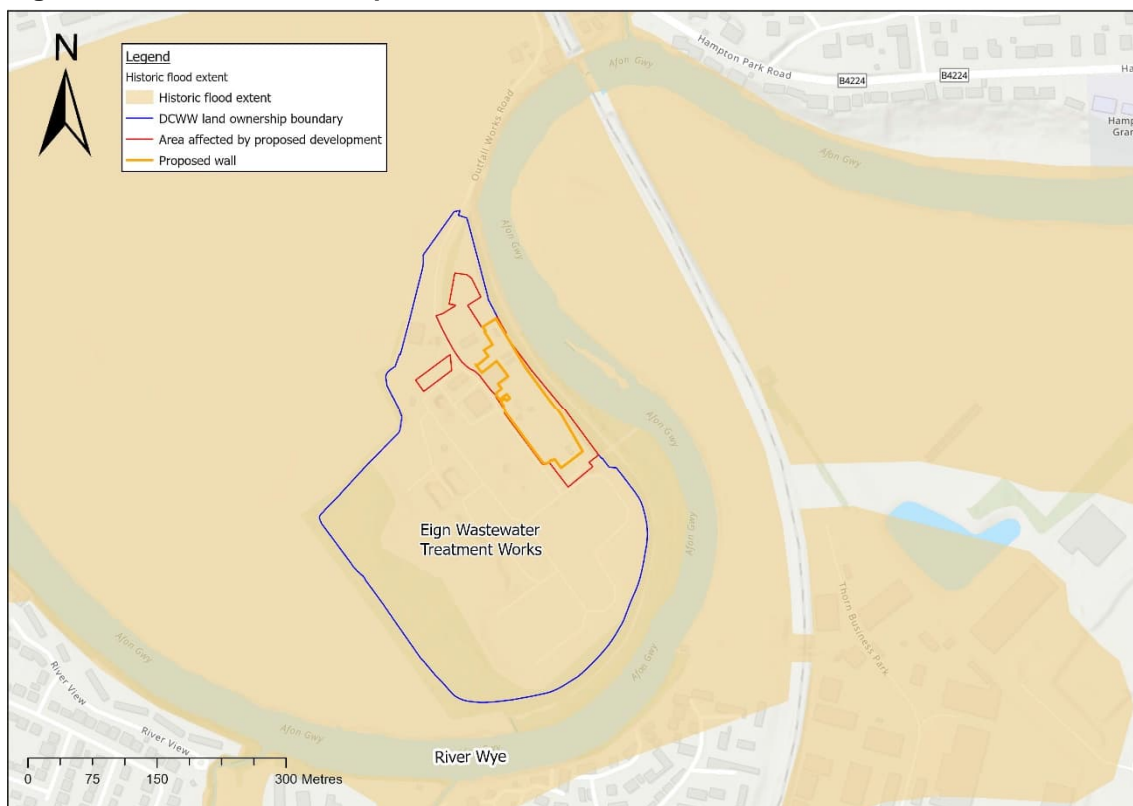 N
Legend
Historic flood extent
Historic flood extent
DCWW land ownership boundary
Area affected by proposed development
Proposed wall
Outfall Works Road
Hampton Park Road
B4224
B4224
Afon Gwy
Afon Gwy
Afon Gwy
Afon Gwy
Afon Gwy
Eign Wastewater
Treatment Works
Afon Gwy
Thorn Business Park
Afon Gwy
Afon Gwy
River View
River View
River Wye
0 75 150 300 Metres